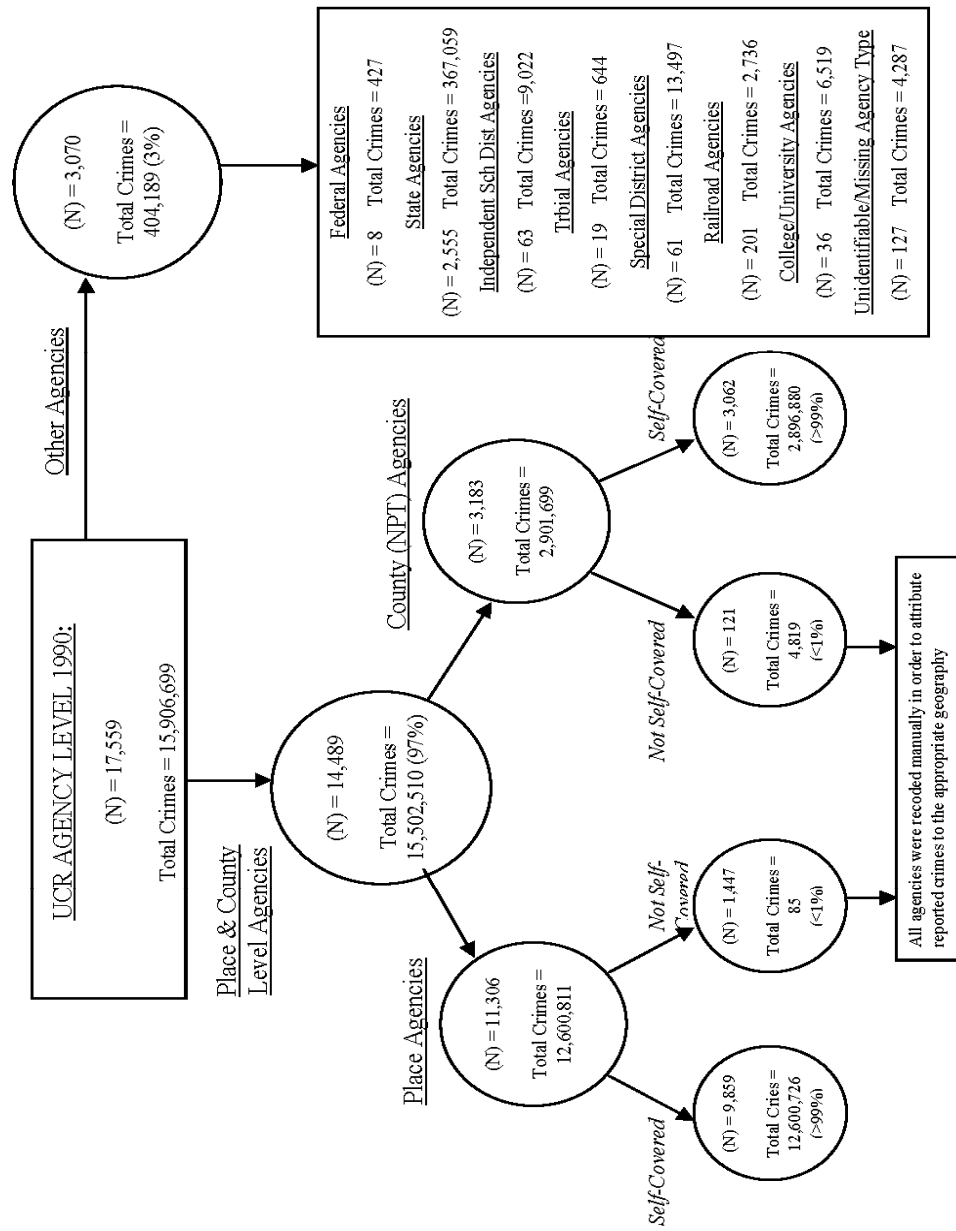 UCR AGENCY LEVEL 1990:
(N) = 17,559
Total Crimes = 15,906,699
Other Agencies
(N) = 3,070
Total Crimes =
404,189 (3%)
Place & County
Level Agencies
(N) = 14,489
Total Crimes =
15,502,510 (97%)
Place Agencies
(N) = 11,306
Total Crimes =
12,600,811
County (NPT) Agencies
(N) = 3,183
Total Crimes =
2,901,699
Self-Covered
(N) = 9,859
Total Cries =
12,600,726
(>99%)
Not Self-
Covered
(N) = 1,447
Total Crimes =
85
(<1%)
Not Self-Covered
(N) = 121
Total Crimes =
4,819
(<1%)
Self-Covered
(N) = 3,062
Total Crimes =
2,896,880
(>99%)
Federal Agencies
(N) = 8 Total Crimes = 427
State Agencies
(N) = 2,555 Total Crimes = 367,059
Independent Sch Dist Agencies
(N) = 63 Total Crimes =9,022
Trbial Agencies
(N) = 19 Total Crimes = 644
Special District Agencies
(N) = 61 Total Crimes = 13,497
Railroad Agencies
(N) = 201 Total Crimes = 2,736
College/University Agencies
(N) = 36 Total Crimes = 6,519
Unidentifiable/Missing Agency Type
(N) = 127 Total Crimes = 4,287
All agencies were recoded manually in order to attribute
reported crimes to the appropriate geography